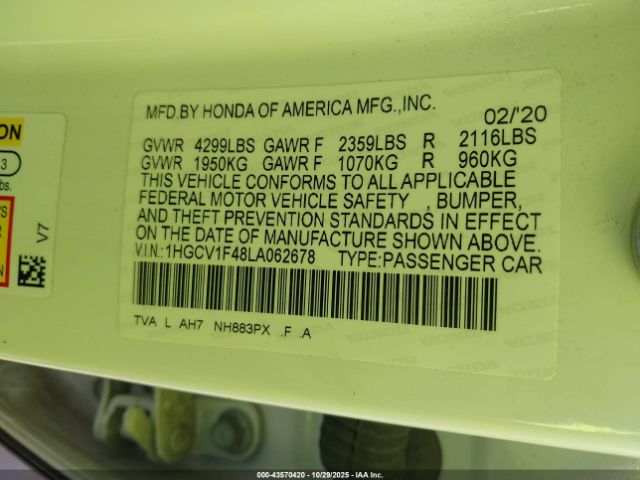 MFD.BY HONDA OF AMERICA MFG.,INC. 02/'20
GVWR 4299LBS GAWR F 2359LBS R 2116LBS
GVWR 1950KG GAWR F 1070KG R 960KG
THIS VEHICLE CONFORMS TO ALL APPLICABLE
FEDERAL MOTOR VEHICLE SAFETY , BUMPER,
AND THEFT PREVENTION STANDARDS IN EFFECT
ON THE DATE OF MANUFACTURE SHOWN ABOVE.
V.I.N.:1HGCV1F48LA062678 TYPE:PASSENGER CAR
TVA L AH7 NH883PX .F .A
ON
3
bs.
V7
000-43570420 | 10/29/2025 | IAA Inc.